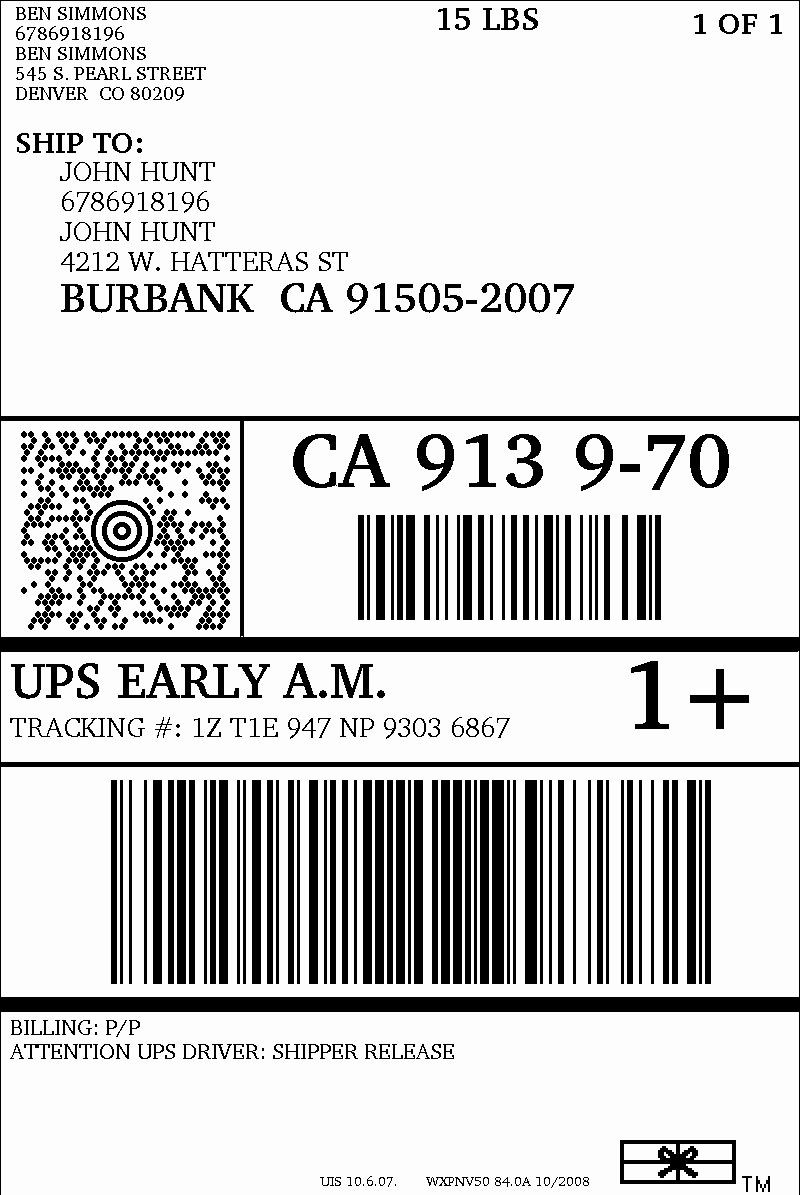 BEN SIMMONS
6786918196
BEN SIMMONS
545 S. PEARL STREET
DENVER  CO 80209
15 LBS
1 OF 1
SHIP TO:
JOHN HUNT
6786918196
JOHN HUNT
4212 W. HATTERAS ST
BURBANK  CA 91505-2007
CA 913 9-70
UPS EARLY A.M.
TRACKING #: 1Z T1E 947 NP 9303 6867
1+
BILLING: P/P
ATTENTION UPS DRIVER: SHIPPER RELEASE
UIS 10.6.07.  WXPNV50 84.0A 10/2008
TM